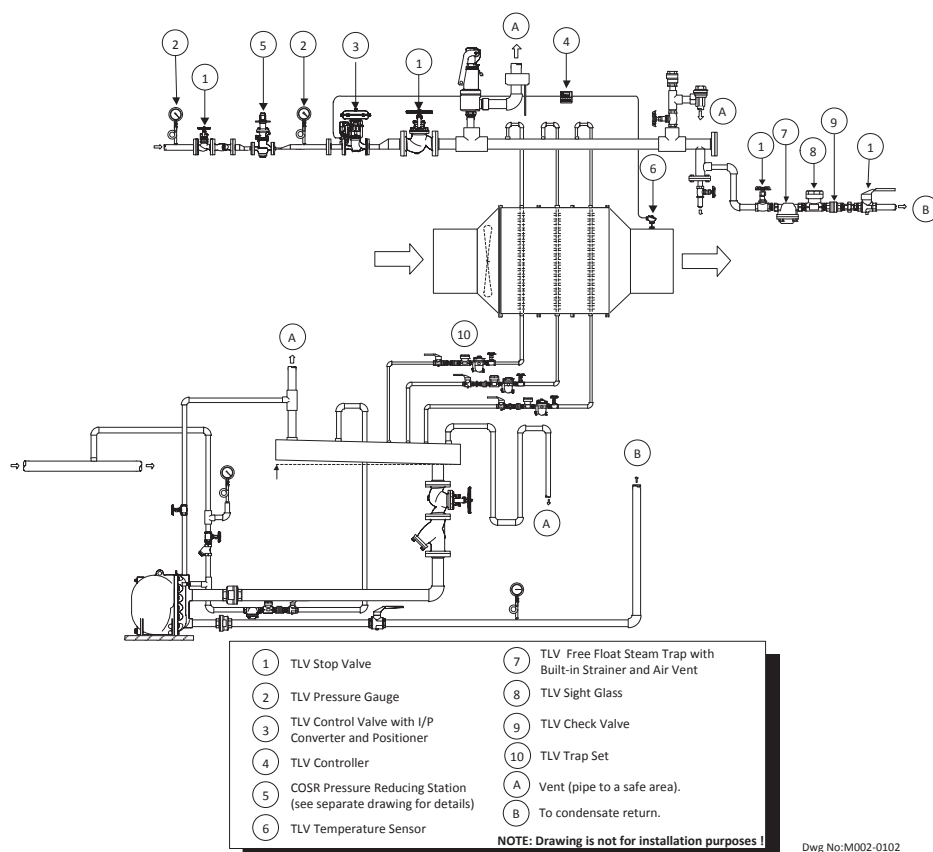 A
2
5
2
3
1
4
1
A
6
1
7
8
9
1
B
10
A
B
A
1 TLV Stop Valve
2 TLV Pressure Gauge
3 TLV Control Valve with I/P
Converter and Positioner
4 TLV Controller
5 COSR Pressure Reducing Station
(see separate drawing for details)
6 TLV Temperature Sensor
7 TLV Free Float Steam Trap with
Built-in Strainer and Air Vent
8 TLV Sight Glass
9 TLV Check Valve
10 TLV Trap Set
A Vent (pipe to a safe area).
B To condensate return.
NOTE: Drawing is not for installation purposes !
Dwg No:M002-0102